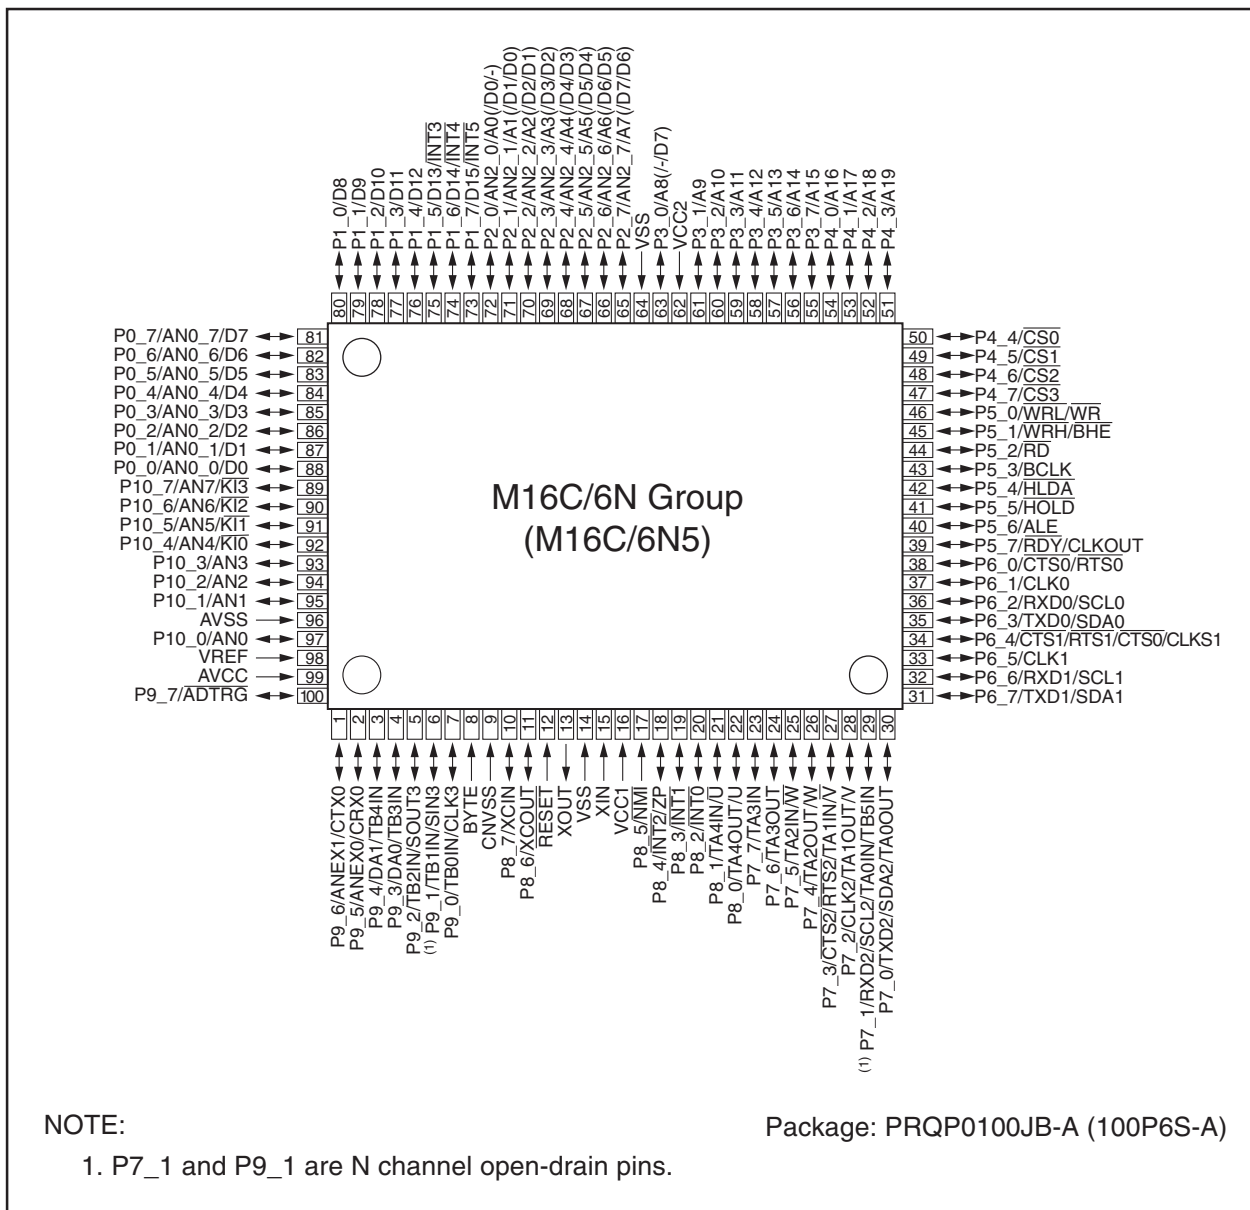 P1_0/D8
P1_1/D9
P1_2/D10
P1_3/D11
P1_4/D12
P1_5/D13/INT3
P1_6/D14/INT4
P1_7/D15/INT5
P2_0/AN2_0/A0(/D0/-)
P2_1/AN2_1/A1(/D1/D0)
P2_2/AN2_2/A2(/D2/D1)
P2_3/AN2_3/A3(/D3/D2)
P2_4/AN2_4/A4(/D4/D3)
P2_5/AN2_5/A5(/D5/D4)
P2_6/AN2_6/A6(/D6/D5)
P2_7/AN2_7/A7(/D7/D6)
VSS
P3_0/A8(/-/D7)
VCC2
P3_1/A9
P3_2/A10
P3_3/A11
P3_4/A12
P3_5/A13
P3_6/A14
P3_7/A15
P4_0/A16
P4_1/A17
P4_2/A18
P4_3/A19
80 79 78 77 76 75 74 73 72 71 70 69 68 67 66 65 64 63 62 61 60 59 58 57 56 55 54 53 52 51
P0_7/AN0_7/D7 81
P0_6/AN0_6/D6 82
P0_5/AN0_5/D5 83
P0_4/AN0_4/D4 84
P0_3/AN0_3/D3 85
P0_2/AN0_2/D2 86
P0_1/AN0_1/D1 87
P0_0/AN0_0/D0 88
P10_7/AN7/KI3 89
P10_6/AN6/KI2 90
P10_5/AN5/KI1 91
P10_4/AN4/KI0 92
P10_3/AN3 93
P10_2/AN2 94
P10_1/AN1 95
AVSS 96
P10_0/AN0 97
VREF 98
AVCC 99
P9_7/ADTRG 100
M16C/6N Group
(M16C/6N5)
50 P4_4/CS0
49 P4_5/CS1
48 P4_6/CS2
47 P4_7/CS3
46 P5_0/WRL/WR
45 P5_1/WRH/BHE
44 P5_2/RD
43 P5_3/BCLK
42 P5_4/HLDA
41 P5_5/HOLD
40 P5_6/ALE
39 P5_7/RDY/CLKOUT
38 P6_0/CTS0/RTS0
37 P6_1/CLK0
36 P6_2/RXD0/SCL0
35 P6_3/TXD0/SDA0
34 P6_4/CTS1/RTS1/CTS0/CLKS1
33 P6_5/CLK1
32 P6_6/RXD1/SCL1
31 P6_7/TXD1/SDA1
1 2 3 4 5 6 7 8 9 10 11 12 13 14 15 16 17 18 19 20 21 22 23 24 25 26 27 28 29 30
P9_6/ANEX1/CTX0
P9_5/ANEX0/CRX0
P9_4/DA1/TB4IN
P9_3/DA0/TB3IN
P9_2/TB2IN/SOUT3
(1) P9_1/TB1IN/SIN3
P9_0/TB0IN/CLK3
BYTE
CNVSS
P8_7/XCIN
P8_6/XCOUT
RESET
XOUT
VSS
XIN
VCC1
P8_5/NMI
P8_4/INT2/ZP
P8_3/INT1
P8_2/INT0
P8_1/TA4IN/U
P8_0/TA4OUT/U
P7_7/TA3IN
P7_6/TA3OUT
P7_5/TA2IN/W
P7_4/TA2OUT/W
P7_3/CTS2/RTS2/TA1IN/V
P7_2/CLK2/TA1OUT/V
(1) P7_1/RXD2/SCL2/TA0IN/TB5IN
P7_0/TXD2/SDA2/TA0OUT
NOTE:
1. P7_1 and P9_1 are N channel open-drain pins.
Package: PRQP0100JB-A (100P6S-A)